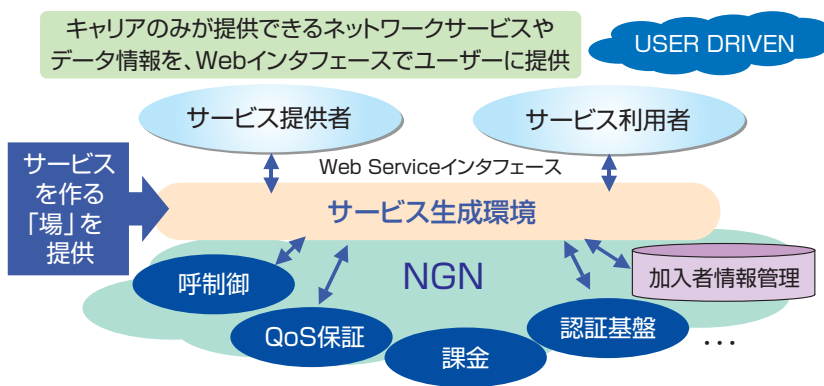 キャリアのみが提供できるネットワークサービスや
データ情報を、Webインタフェースでユーザーに提供
USER DRIVEN
サービス提供者
サービス利用者
サービス
を作る
「場」を
提供
Web Serviceインタフェース
サービス生成環境
NGN
呼制御
加入者情報管理
QoS保証
認証基盤
課金
…